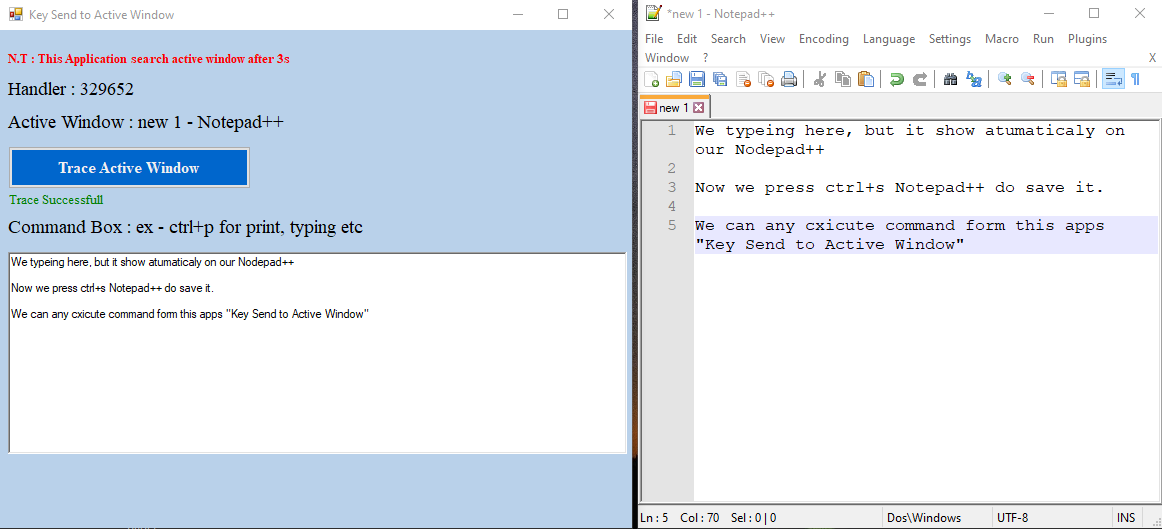 Key Send to Active Window
N.T : This Application search active window after 3s
Handler : 329652
Active Window : new 1 - Notepad++
Trace Active Window
Trace Successfull
Command Box : ex - ctrl+p for print, typing etc
We typeing here, but it show atumaticaly on our Nodepad++
Now we press ctrl+s Notepad++ do save it.
We can any cxicute command form this apps "Key Send to Active Window"
*new 1 - Notepad++
File Edit Search View Encoding Language Settings Macro Run Plugins
Window ? X
new 1
1 We typeing here, but it show atumaticaly on
our Nodepad++
2
3 Now we press ctrl+s Notepad++ do save it.
4
5 We can any cxicute command form this apps
"Key Send to Active Window"
Ln : 5 Col : 70 Sel : 0 | 0 Dos\Windows UTF-8 INS